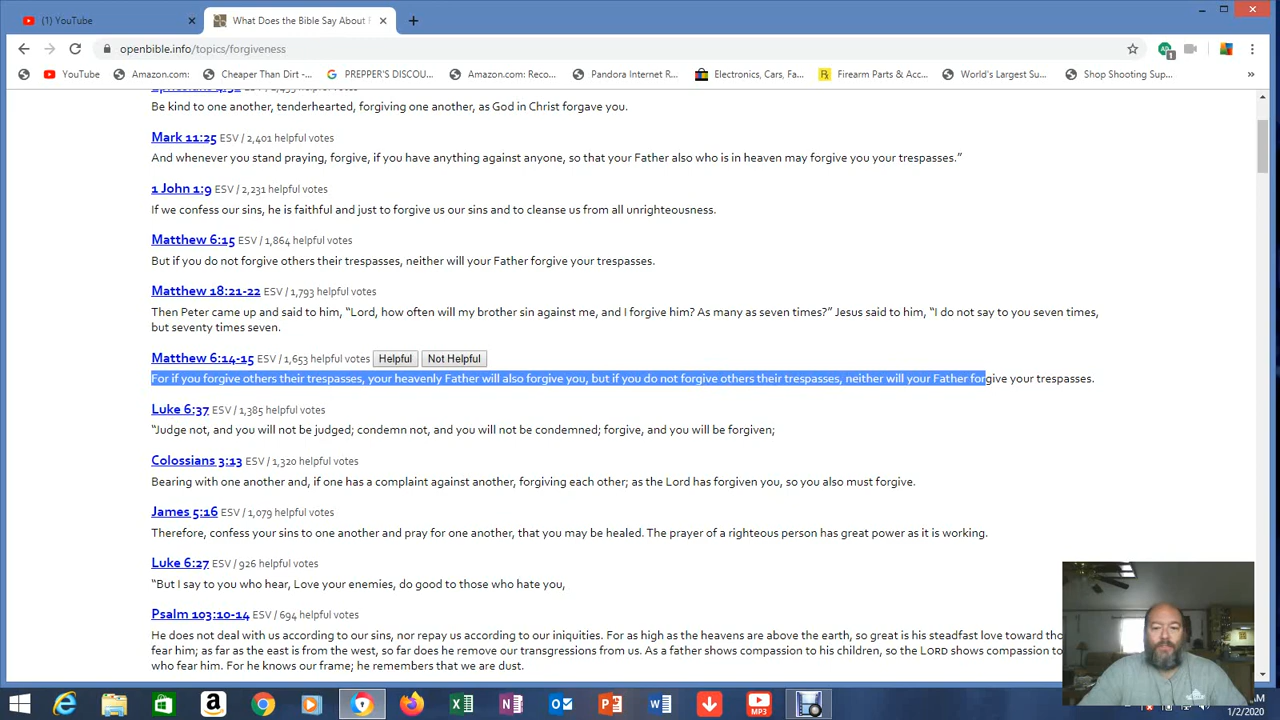 (1) YouTube
What Does the Bible Say About
openbible.info/topics/forgiveness
1
YouTube
Amazon.com:
Cheaper Than Dirt -...
PREPPER'S DISCOU...
Amazon.com: Reco...
Pandora Internet R...
Electronics, Cars, Fa...
Firearm Parts & Acc...
World's Largest Su...
Shop Shooting Sup...
»
Be kind to one another, tenderhearted, forgiving one another, as God in Christ forgave you.
Mark 11:25 ESV / 2,401 helpful votes
And whenever you stand praying, forgive, if you have anything against anyone, so that your Father also who is in heaven may forgive you your trespasses.”
1 John 1:9 ESV / 2,231 helpful votes
If we confess our sins, he is faithful and just to forgive us our sins and to cleanse us from all unrighteousness.
Matthew 6:15 ESV / 1,864 helpful votes
But if you do not forgive others their trespasses, neither will your Father forgive your trespasses.
Matthew 18:21-22 ESV / 1,793 helpful votes
Then Peter came up and said to him, “Lord, how often will my brother sin against me, and I forgive him? As many as seven times?” Jesus said to him, “I do not say to you seven times,
but seventy times seven.
Matthew 6:14-15 ESV / 1,653 helpful votes Helpful Not Helpful
For if you forgive others their trespasses, your heavenly Father will also forgive you, but if you do not forgive others their trespasses, neither will your Father forgive your trespasses.
Luke 6:37 ESV / 1,385 helpful votes
“Judge not, and you will not be judged; condemn not, and you will not be condemned; forgive, and you will be forgiven;
Colossians 3:13 ESV / 1,320 helpful votes
Bearing with one another and, if one has a complaint against another, forgiving each other; as the Lord has forgiven you, so you also must forgive.
James 5:16 ESV / 1,079 helpful votes
Therefore, confess your sins to one another and pray for one another, that you may be healed. The prayer of a righteous person has great power as it is working.
Luke 6:27 ESV / 926 helpful votes
“But I say to you who hear, Love your enemies, do good to those who hate you,
Psalm 103:10-14 ESV / 694 helpful votes
He does not deal with us according to our sins, nor repay us according to our iniquities. For as high as the heavens are above the earth, so great is his steadfast love toward
fear him; as far as the east is from the west, so far does he remove our transgressions from us. As a father shows compassion to his children, so the LORD shows compassion to
who fear him. For he knows our frame; he remembers that we are dust.
MP3
1/2/2020